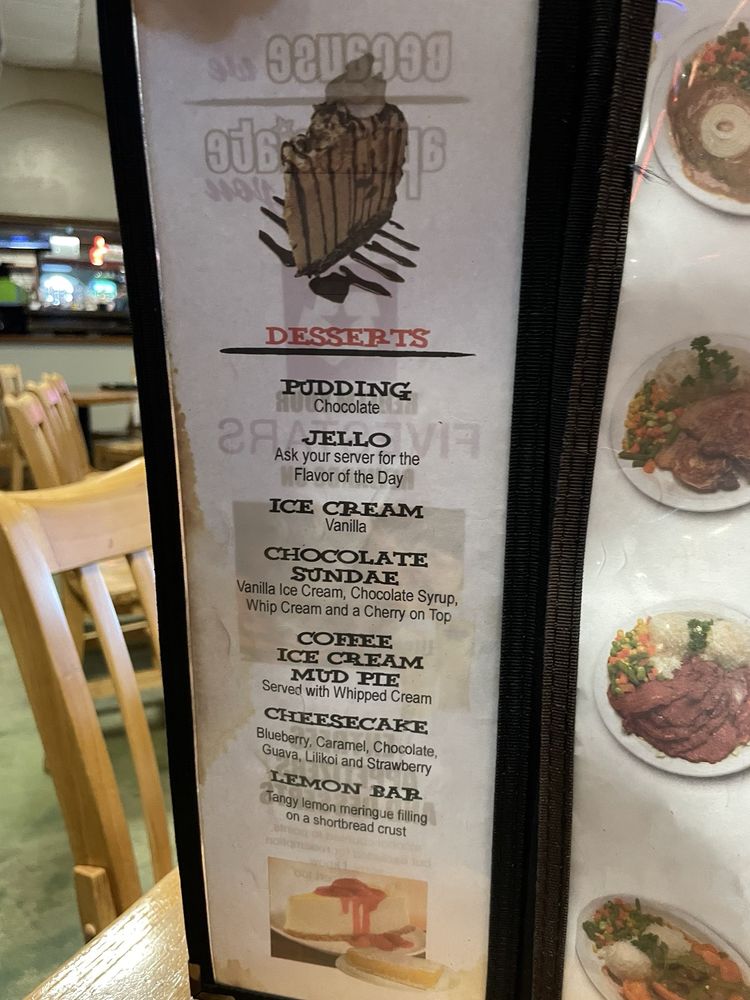 DESSERTS
PUDDING
Chocolate
JELLO
Ask your server for the
Flavor of the Day
ICE CREAM
Vanilla
CHOCOLATE
SUNDAE
Vanilla Ice Cream, Chocolate Syrup,
Whip Cream and a Cherry on Top
COFFEE
ICE CREAM
MUD PIE
Served with Whipped Cream
CHEESECAKE
Blueberry, Caramel, Chocolate,
Guava, Lilikoi and Strawberry
LEMON BAR
Tangy lemon meringue filling
on a shortbread crust